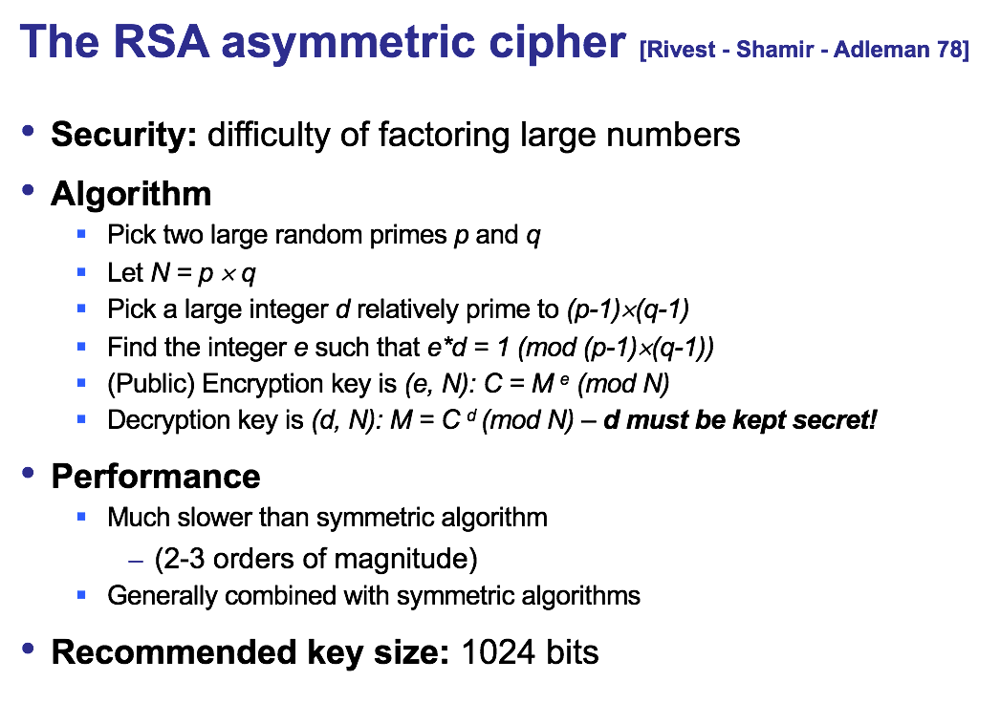 The RSA asymmetric cipher [Rivest - Shamir - Adleman 78]
• Security: difficulty of factoring large numbers
• Algorithm
▪ Pick two large random primes p and q
▪ Let N = p × q
▪ Pick a large integer d relatively prime to (p-1)×(q-1)
▪ Find the integer e such that e*d = 1 (mod (p-1)×(q-1))
▪ (Public) Encryption key is (e, N): C = M ᵉ (mod N)
▪ Decryption key is (d, N): M = C ᵈ (mod N) – d must be kept secret!
• Performance
▪ Much slower than symmetric algorithm
– (2-3 orders of magnitude)
▪ Generally combined with symmetric algorithms
• Recommended key size: 1024 bits